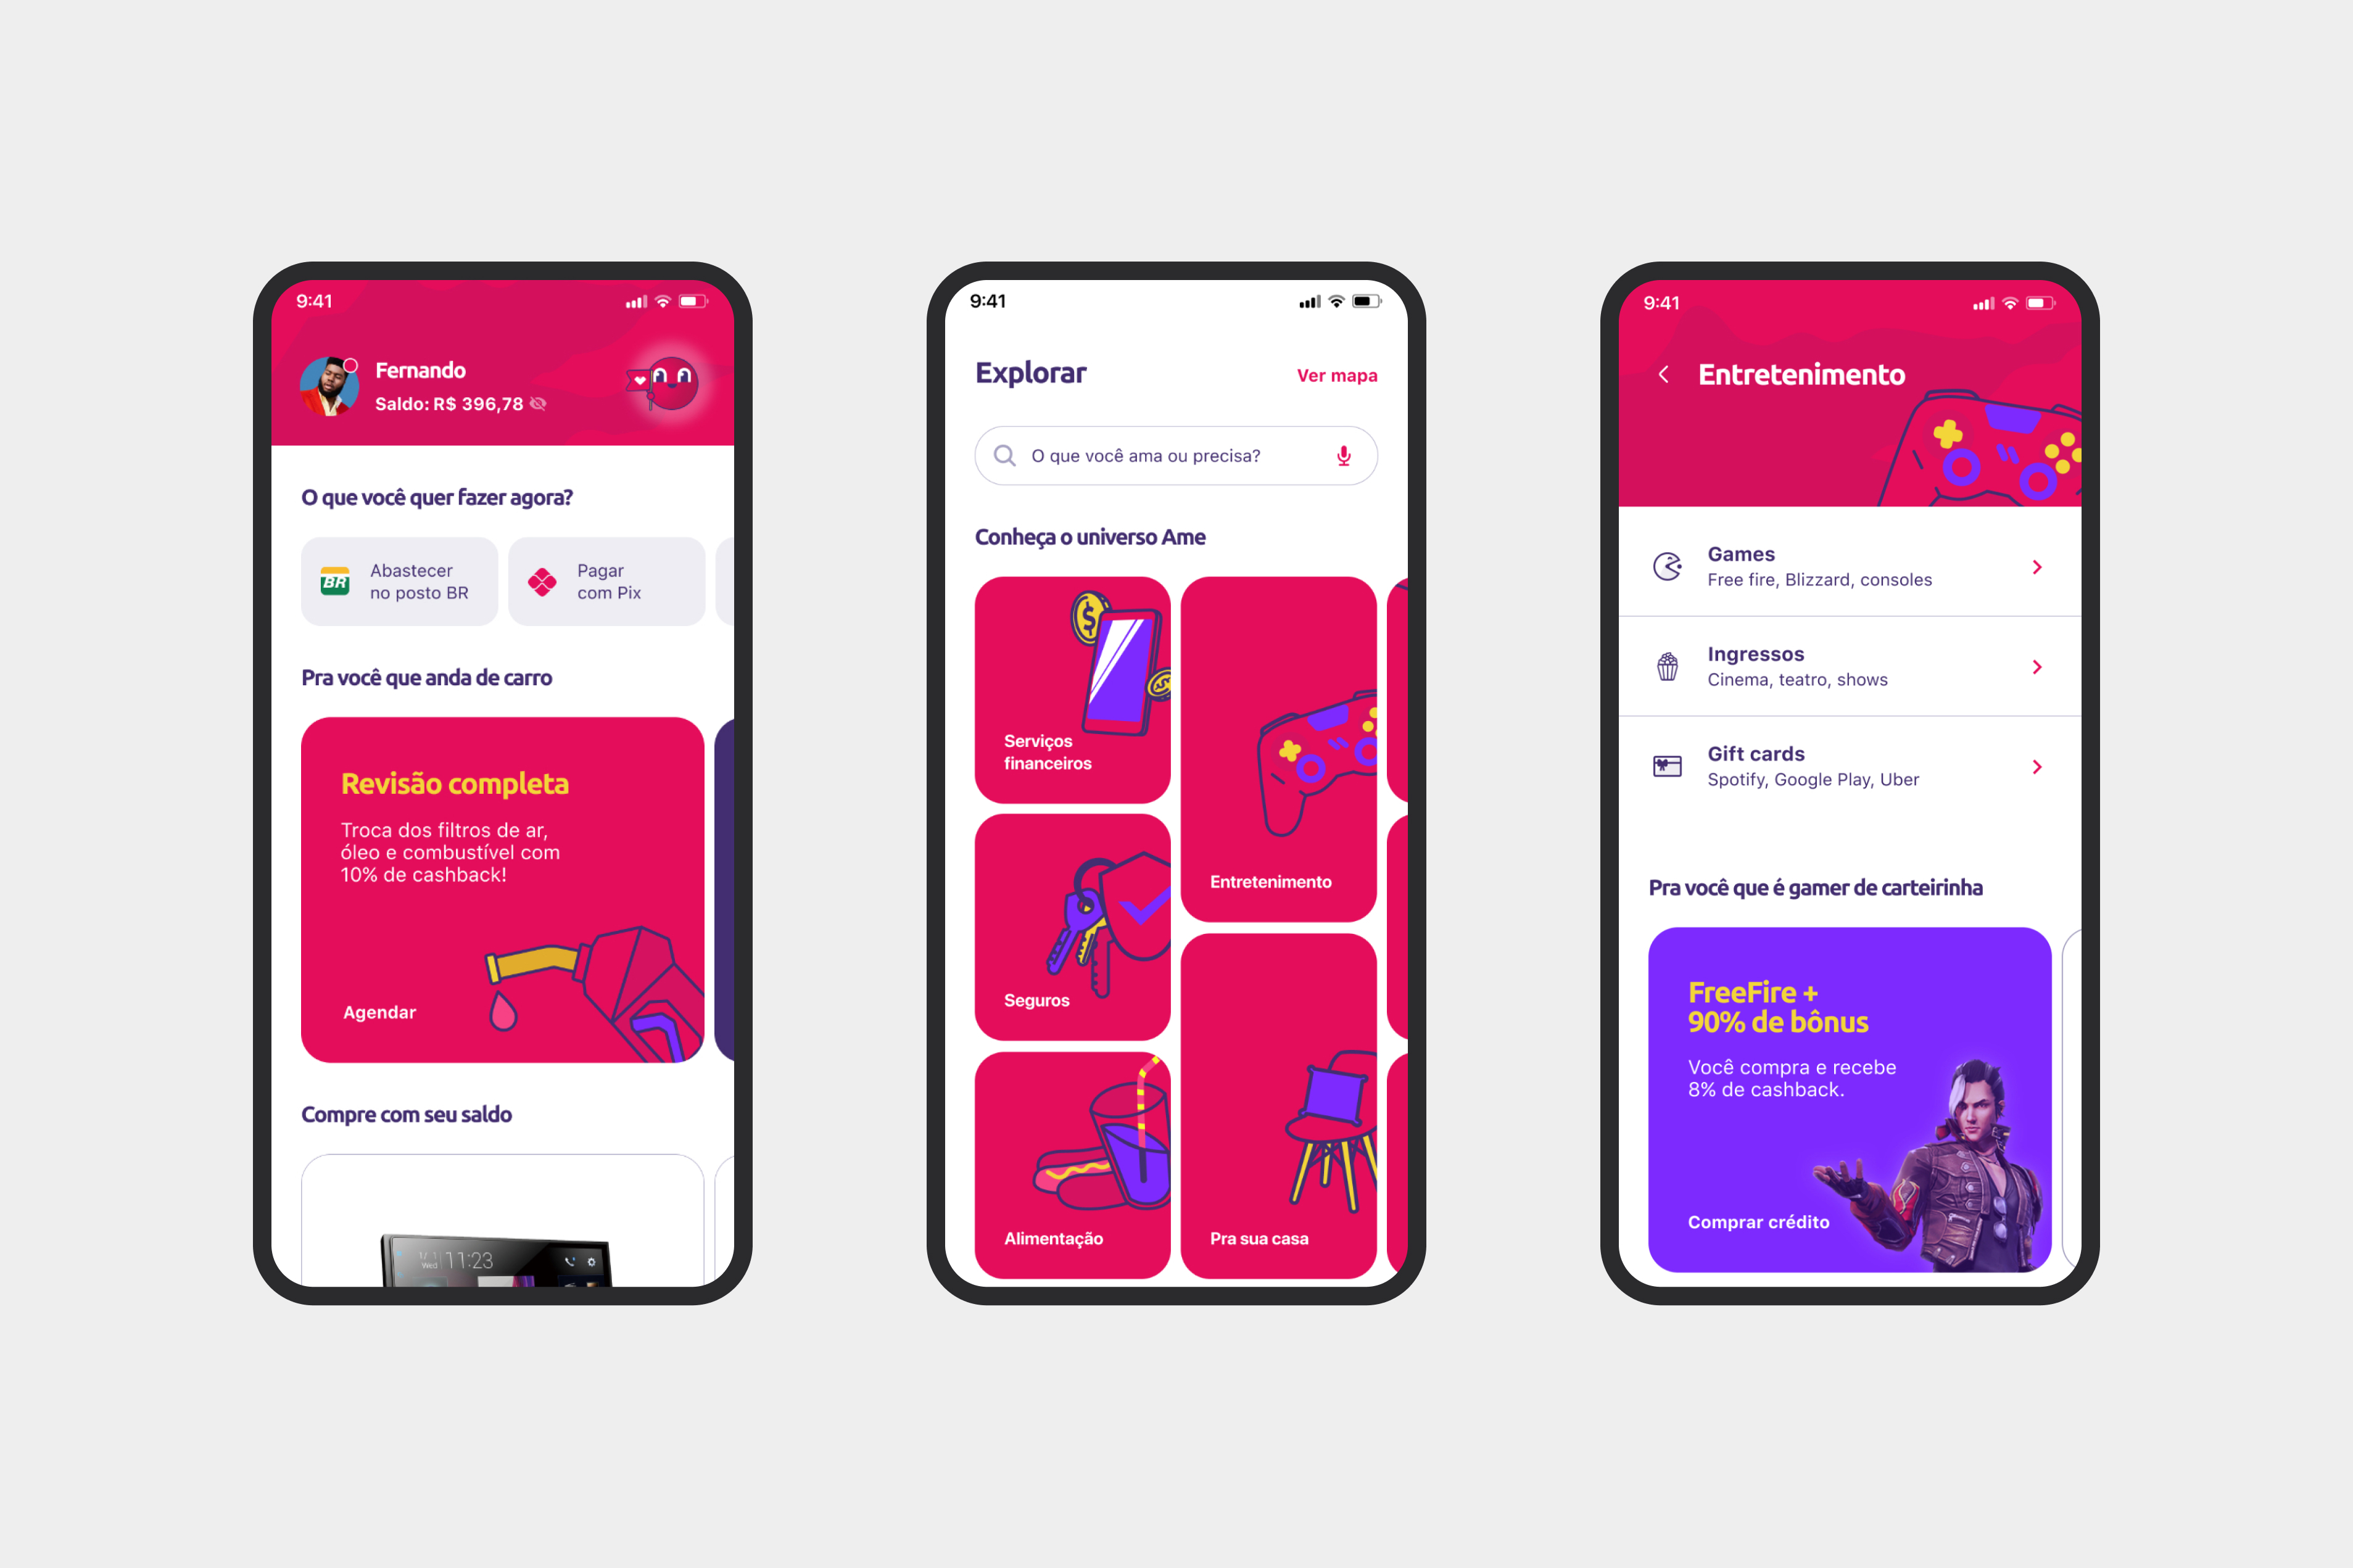 9:41
Fernando
Saldo: R$ 396,78
O que você quer fazer agora?
BR
Abastecer
no posto BR
Pagar
com Pix
Pra você que anda de carro
Revisão completa
Troca dos filtros de ar,
óleo e combustível com
10% de cashback!
Agendar
Compre com seu saldo
Wed
11:23
9:41
Explorar
Ver mapa
O que você ama ou precisa?
Conheça o universo Ame
$
Serviços
financeiros
Entretenimento
Seguros
Alimentação
Pra sua casa
9:41
Entretenimento
Games
Free fire, Blizzard, consoles
Ingressos
Cinema, teatro, shows
Gift cards
Spotify, Google Play, Uber
Pra você que é gamer de carteirinha
FreeFire +
90% de bônus
Você compra e recebe
8% de cashback.
Comprar crédito